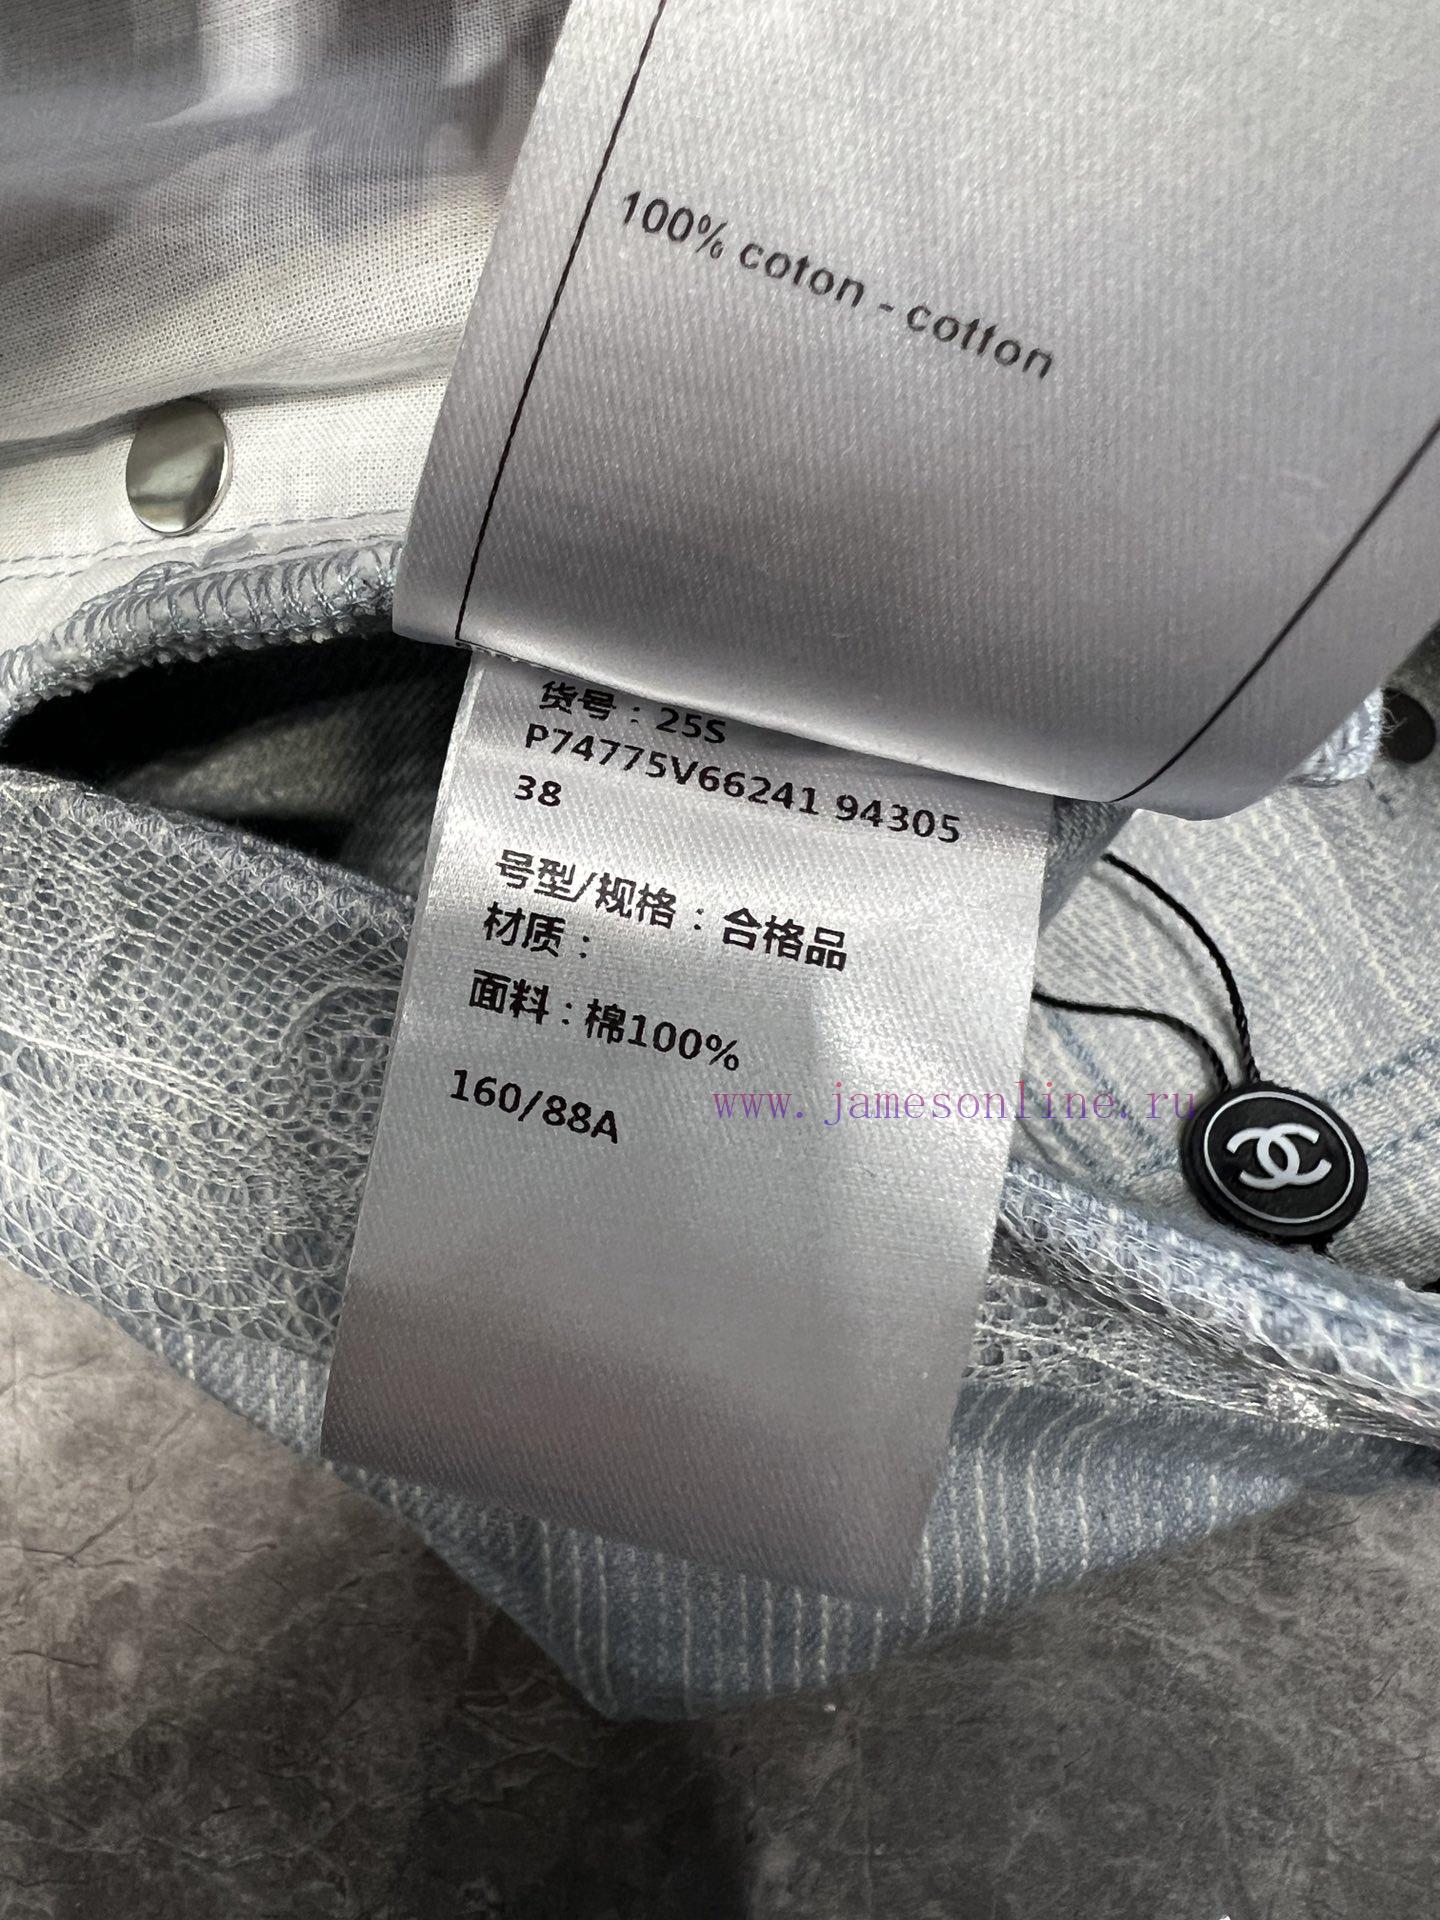 100% coton - cotton
货号：25S
P74775V66241 94305
38
号型/规格：合格品
材质：
面料：棉100%
160/88A
www.jamesonline.ru